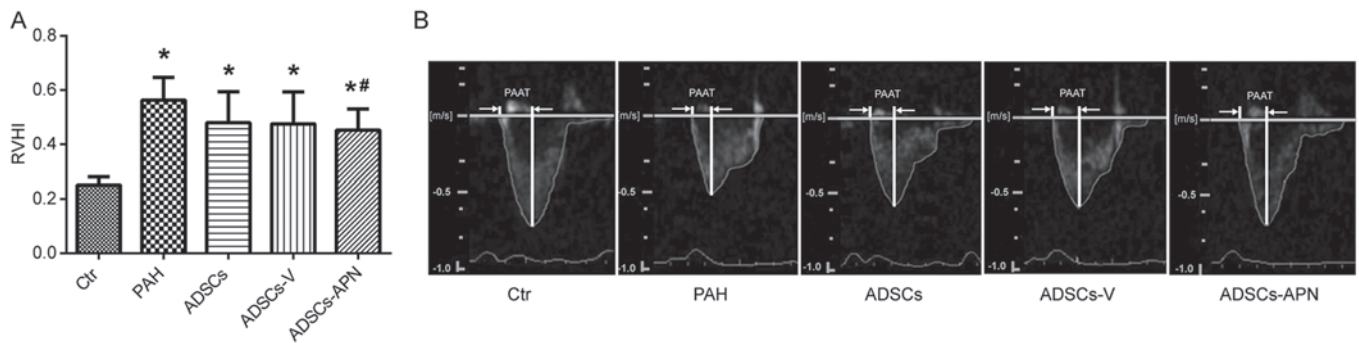 A
B
0.8
0.6
0.4
0.2
0.0
RVHI
*
*
*
*#
Ctr
PAH
ADSCs
ADSCs-V
ADSCs-APN
PAAT
PAAT
PAAT
PAAT
PAAT
[m/s]
[m/s]
[m/s]
[m/s]
[m/s]
-0.5
-0.5
-0.5
-0.5
-0.5
-1.0
-1.0
-1.0
-1.0
-1.0
Ctr
PAH
ADSCs
ADSCs-V
ADSCs-APN